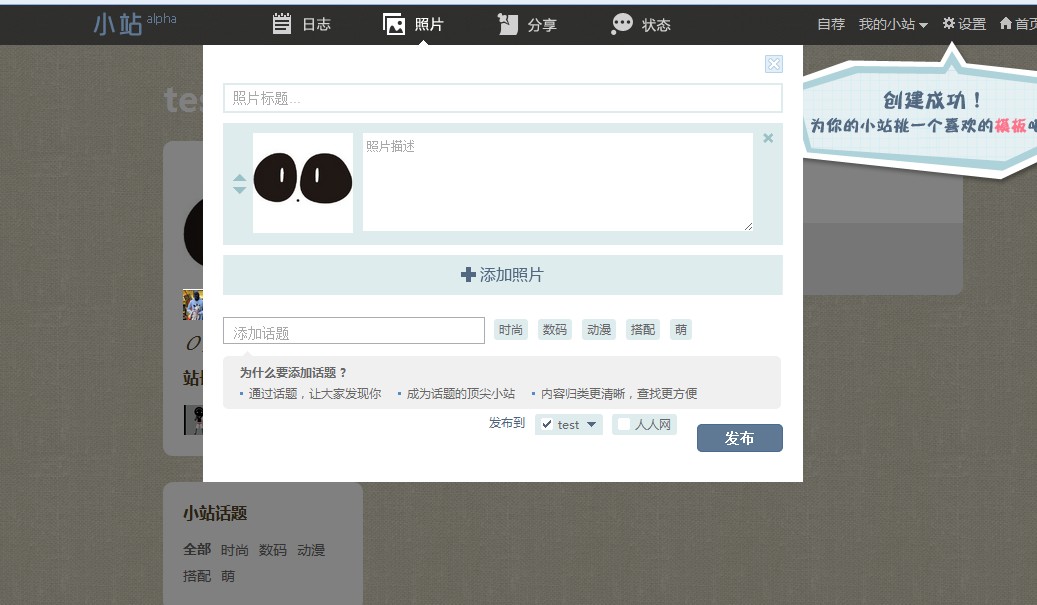 小站 alpha
日志
照片
分享
状态
自荐
我的小站
设置
首页
创建成功！
为你的小站挑一个喜欢的模板吧
照片标题...
照片描述
添加照片
添加话题
时尚 数码 动漫 搭配 萌
为什么要添加话题？
通过话题，让大家发现你
成为话题的顶尖小站
内容归类更清晰，查找更方便
发布到
test
人人网
发布
小站话题
全部 时尚 数码 动漫
搭配 萌